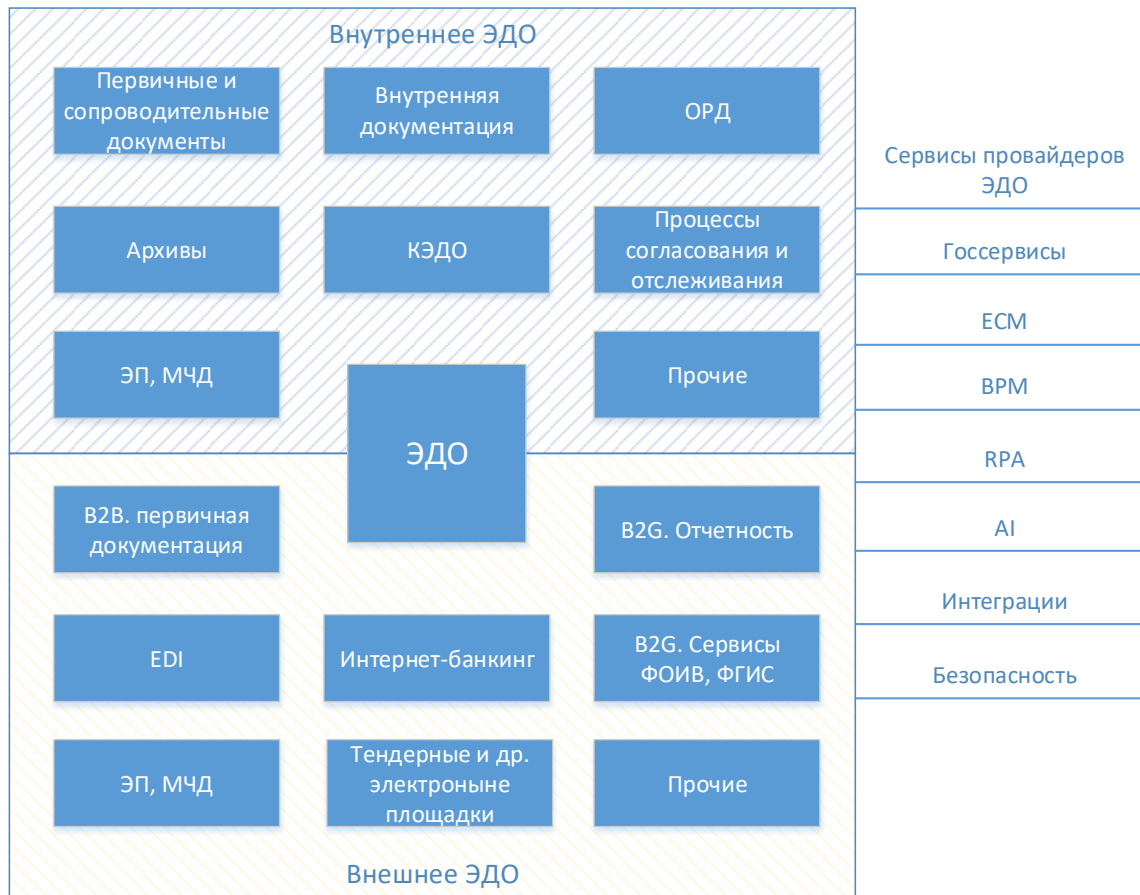 Внутреннее ЭДО
Первичные и
сопроводительные
документы
Внутренняя
документация
ОРД
Архивы
КЭДО
Процессы
согласования и
отслеживания
ЭП, МЧД
Прочие
ЭДО
B2B. первичная
документация
B2G. Отчетность
EDI
Интернет-банкинг
B2G. Сервисы
ФОИВ, ФГИС
ЭП, МЧД
Тендерные и др.
электроныне
площадки
Прочие
Внешнее ЭДО
Сервисы провайдеров
ЭДО
Госсервисы
ECM
BPM
RPA
AI
Интеграции
Безопасность